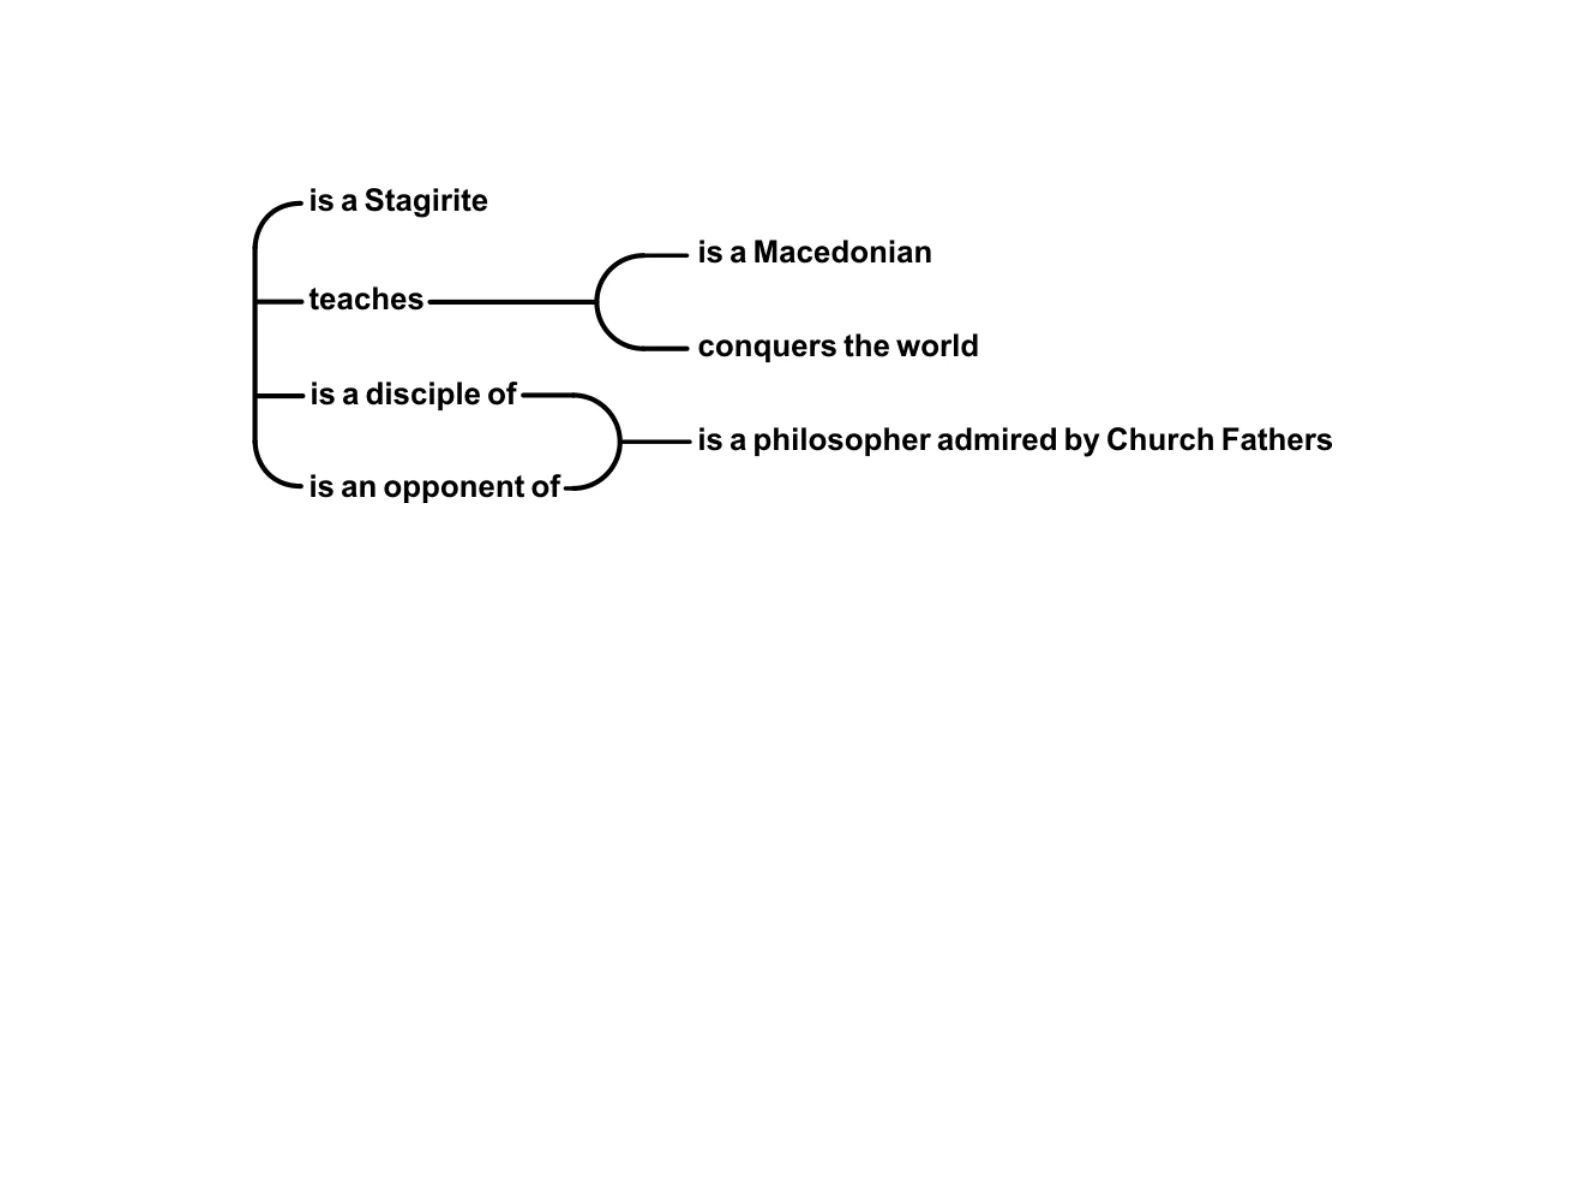 is a Stagirite
is a Macedonian
teaches
conquers the world
is a disciple of
is a philosopher admired by Church Fathers
is an opponent of